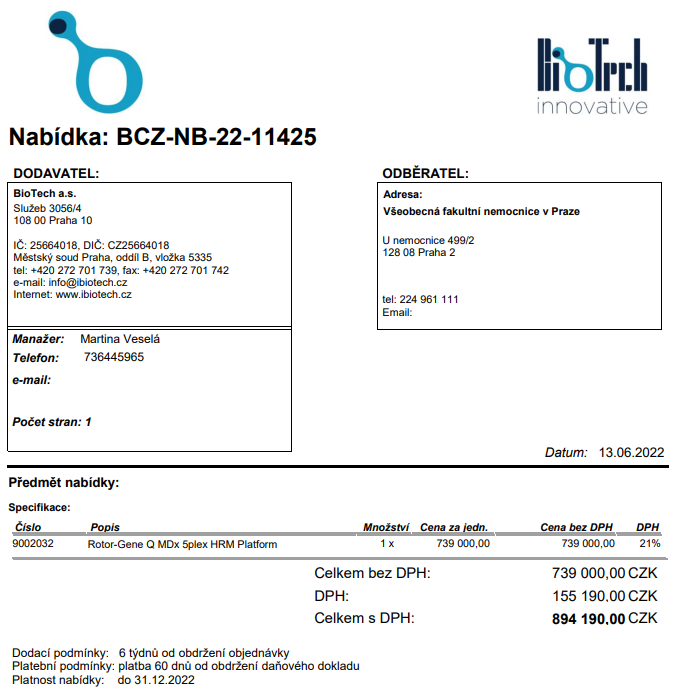 BioTech
innovative
Nabídka: BCZ-NB-22-11425
DODAVATEL:
BioTech a.s.
Služeb 3056/4
108 00 Praha 10
IČ: 25664018, DIČ: CZ25664018
Městský soud Praha, oddíl B, vložka 5335
tel: +420 272 701 739, fax: +420 272 701 742
e-mail: info@ibiotech.cz
Internet: www.ibiotech.cz
ODBĚRATEL:
Adresa:
Všeobecná fakultní nemocnice v Praze
U nemocnice 499/2
128 08 Praha 2
tel: 224 961 111
Email:
Manažer: Martina Veselá
Telefon: 736445965
e-mail:
Počet stran: 1
Datum: 13.06.2022
Předmět nabídky:
Specifikace:
Číslo Popis Množství Cena za jedn. Cena bez DPH DPH
9002032 Rotor-Gene Q MDx 5plex HRM Platform 1 x 739 000,00 739 000,00 21%
Celkem bez DPH: 739 000,00 CZK
DPH: 155 190,00 CZK
Celkem s DPH: 894 190,00 CZK
Dodací podmínky: 6 týdnů od obdržení objednávky
Platební podmínky: platba 60 dnů od obdržení daňového dokladu
Platnost nabídky: do 31.12.2022